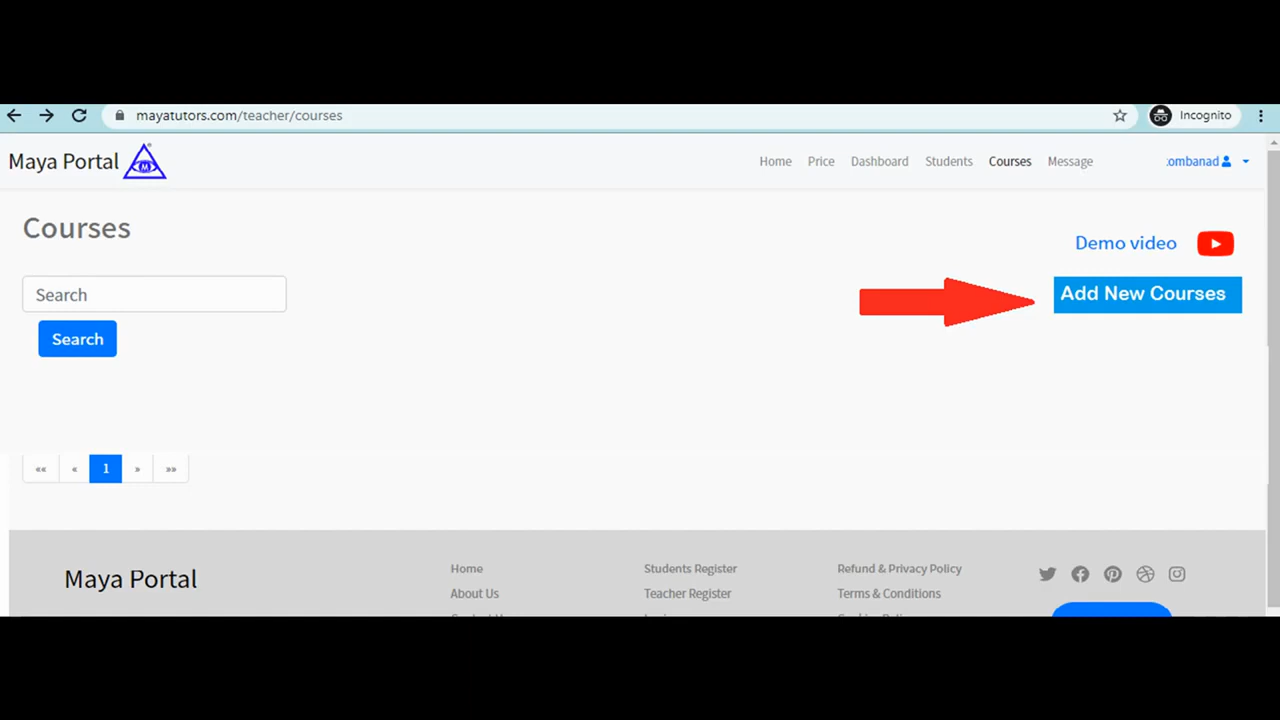 mayatutors.com/teacher/courses
Incognito
Maya Portal
M
Home Price Dashboard Students Courses Message
ombanad
Courses
Demo video
Search
Add New Courses
Search
«« « 1 » »»
Maya Portal
Home Students Register Refund & Privacy Policy
About Us Teacher Register Terms & Conditions